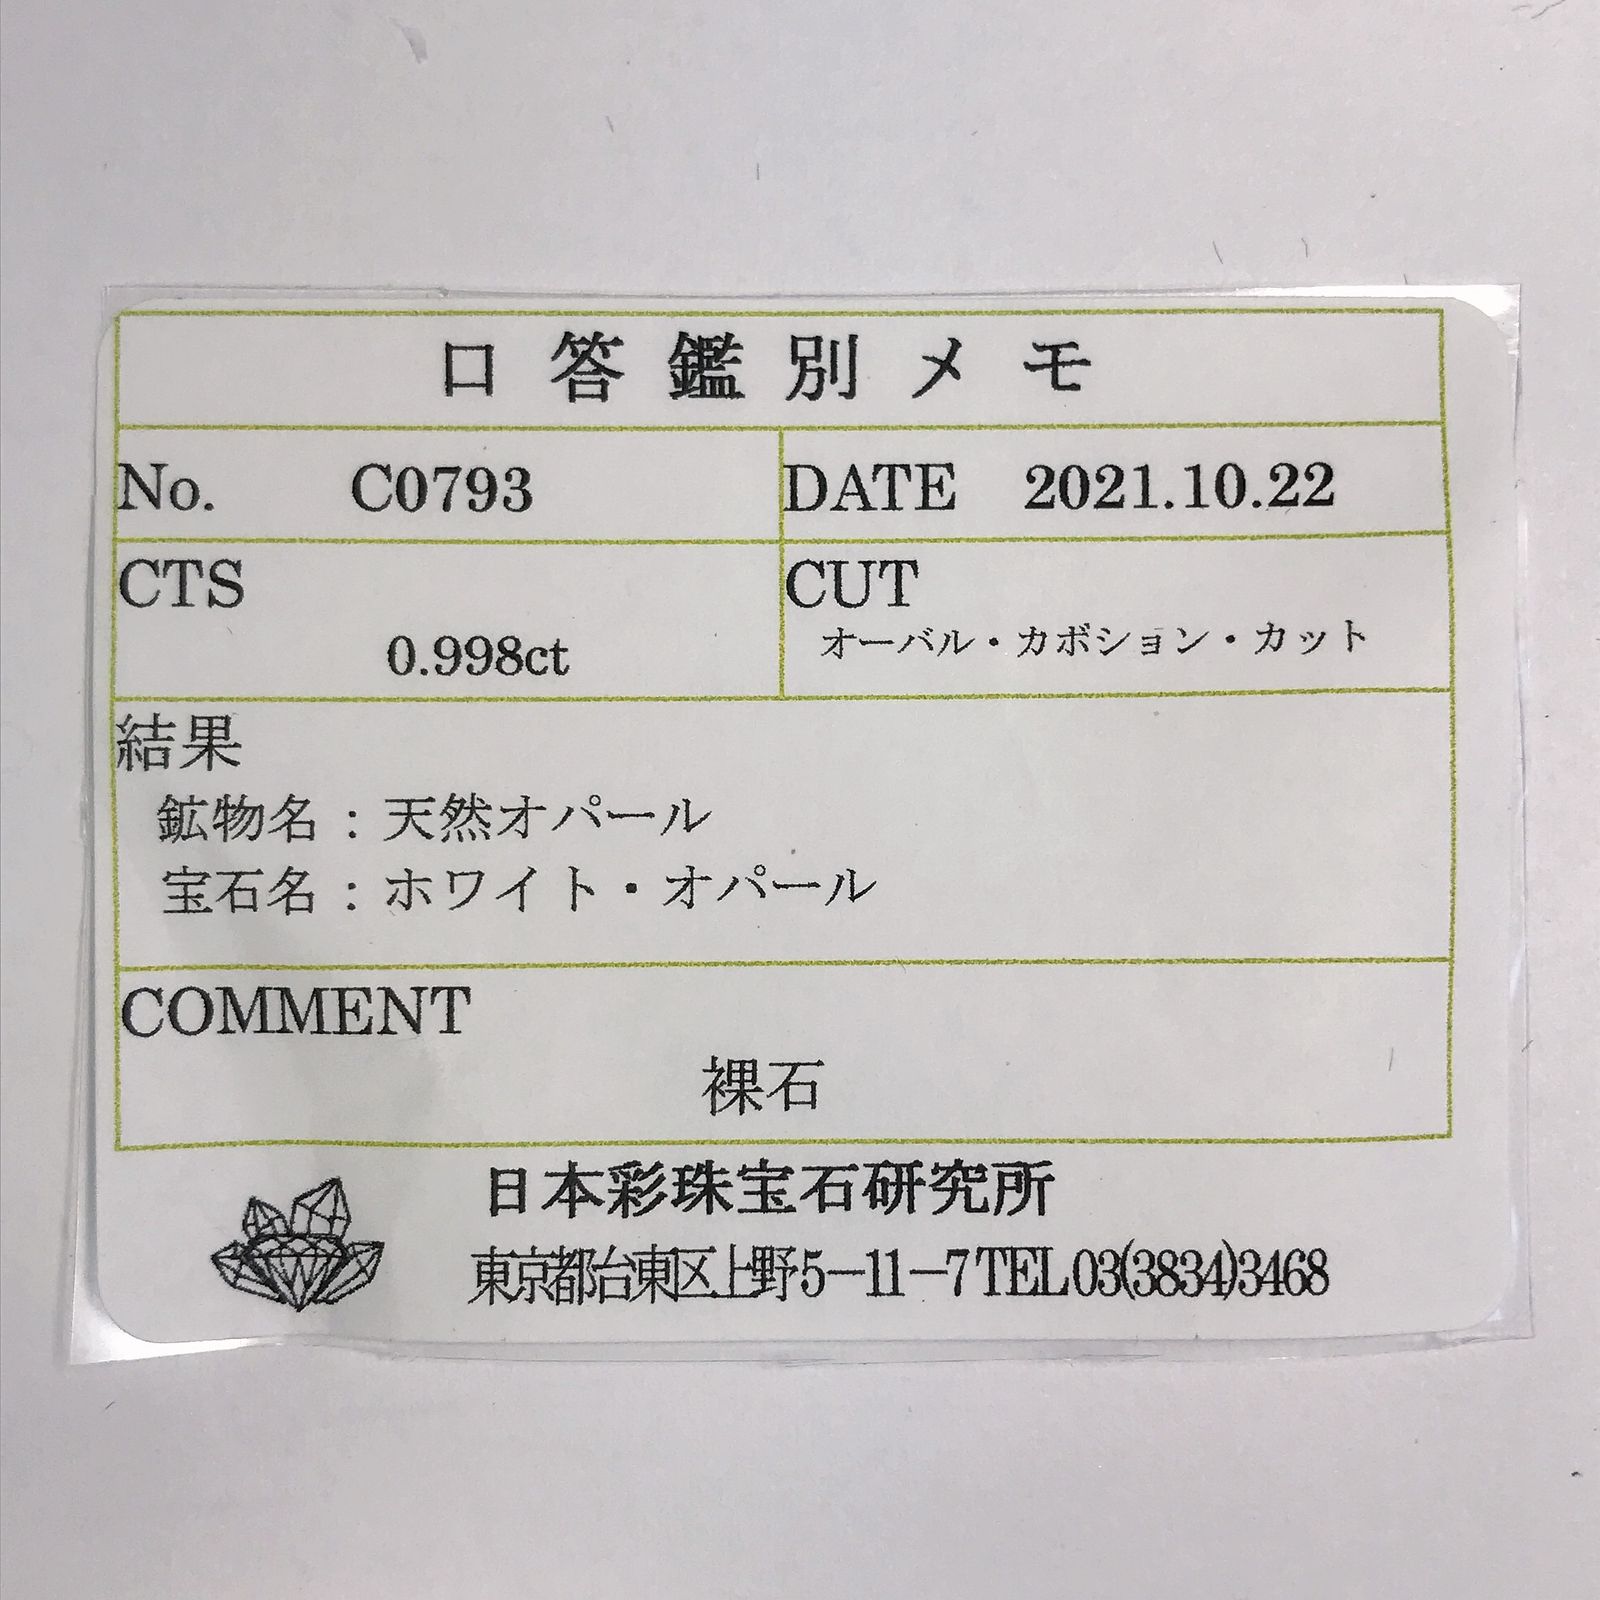 口答鑑別メモ
No. C0793
DATE 2021.10.22
CTS
0.998ct
CUT
オーバル・カボション・カット
結果
鉱物名：天然オパール
宝石名：ホワイト・オパール
COMMENT
裸石
日本彩珠宝石研究所
東京都台東区上野5－11－7 TEL 03(3834)3468